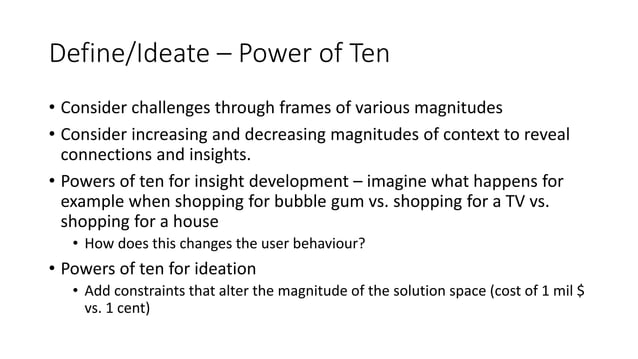 Define/Ideate – Power of Ten
• Consider challenges through frames of various magnitudes
• Consider increasing and decreasing magnitudes of context to reveal
connections and insights.
• Powers of ten for insight development – imagine what happens for
example when shopping for bubble gum vs. shopping for a TV vs.
shopping for a house
• How does this changes the user behaviour?
• Powers of ten for ideation
• Add constraints that alter the magnitude of the solution space (cost of 1 mil $
vs. 1 cent)